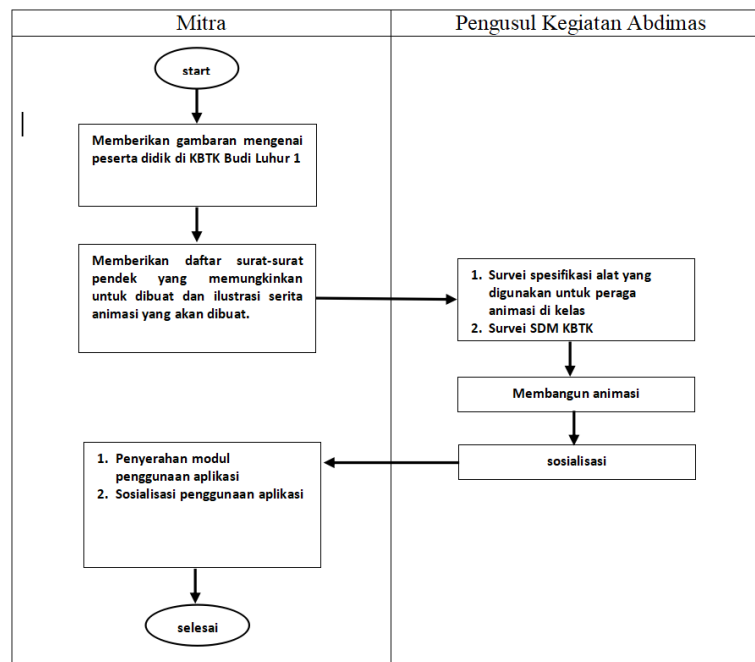 Mitra
Pengusul Kegiatan Abdimas
start
Memberikan gambaran mengenai
peserta didik di KBTK Budi Luhur 1
Memberikan daftar surat-surat
pendek yang memungkinkan
untuk dibuat dan ilustrasi serita
animasi yang akan dibuat.
1. Survei spesifikasi alat yang
digunakan untuk peraga
animasi di kelas
2. Survei SDM KBTK
Membangun animasi
sosialisasi
1. Penyerahan modul
penggunaan aplikasi
2. Sosialisasi penggunaan aplikasi
selesai